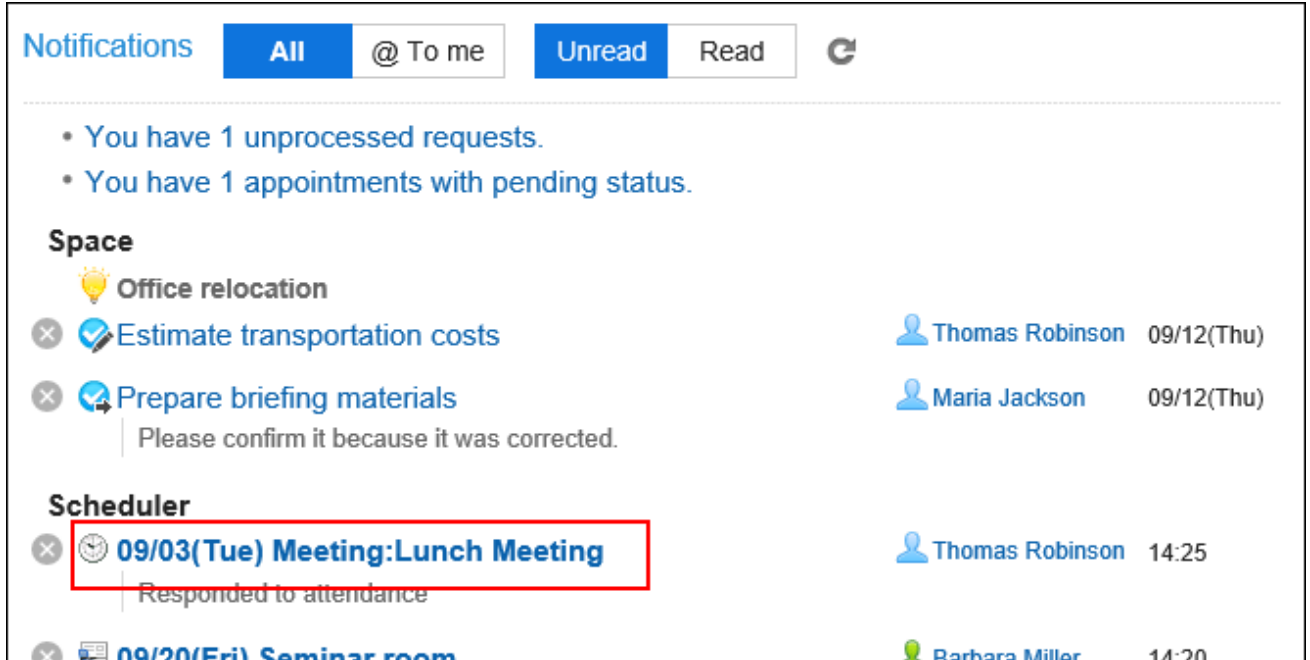 Notifications All @ To me Unread Read
You have 1 unprocessed requests.
You have 1 appointments with pending status.
Space
Office relocation
Estimate transportation costs Thomas Robinson 09/12(Thu)
Prepare briefing materials Maria Jackson 09/12(Thu)
Please confirm it because it was corrected.
Scheduler
09/03(Tue) Meeting:Lunch Meeting Thomas Robinson 14:25
Responded to attendance
09/20(Fri) Seminar room Barbara Miller 14:20